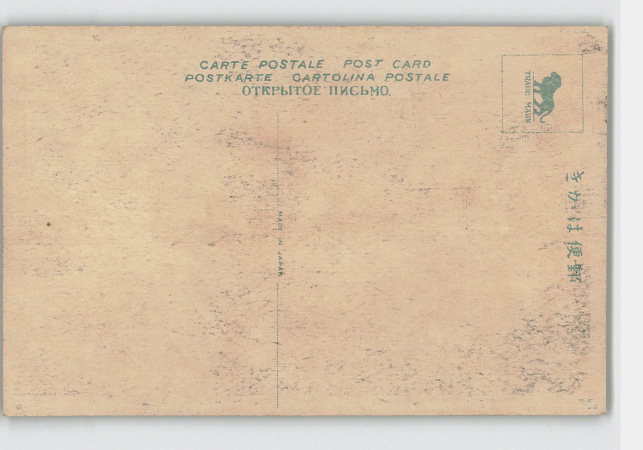 CARTE POSTALE POST CARD
POSTKARTE CARTOLINA POSTALE
ОТКРЫТОЕ ПИСЬМО.
TRADE MARK
MADE IN JAPAN
きがは便郵